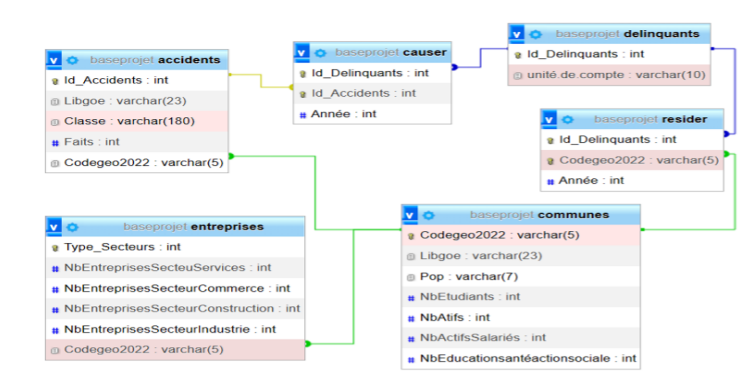 baseprojet accidents
Id_Accidents : int
Libgoe : varchar(23)
Classe : varchar(180)
Faits : int
Codegeo2022 : varchar(5)
baseprojet causer
Id_Delinquants : int
Id_Accidents : int
Année : int
baseprojet delinquants
Id_Delinquants : int
unité.de.compte : varchar(10)
baseprojet resider
Id_Delinquants : int
Codegeo2022 : varchar(5)
Année : int
baseprojet entreprises
Type_Secteurs : int
NbEntreprisesSecteuServices : int
NbEntreprisesSecteurCommerce : int
NbEntreprisesSecteurConstruction : int
NbEntreprisesSecteurIndustrie : int
Codegeo2022 : varchar(5)
baseprojet communes
Codegeo2022 : varchar(5)
Libgoe : varchar(23)
Pop : varchar(7)
NbEtudiants : int
NbAtifs : int
NbActifsSalariés : int
NbEducationsantéactionsociale : int